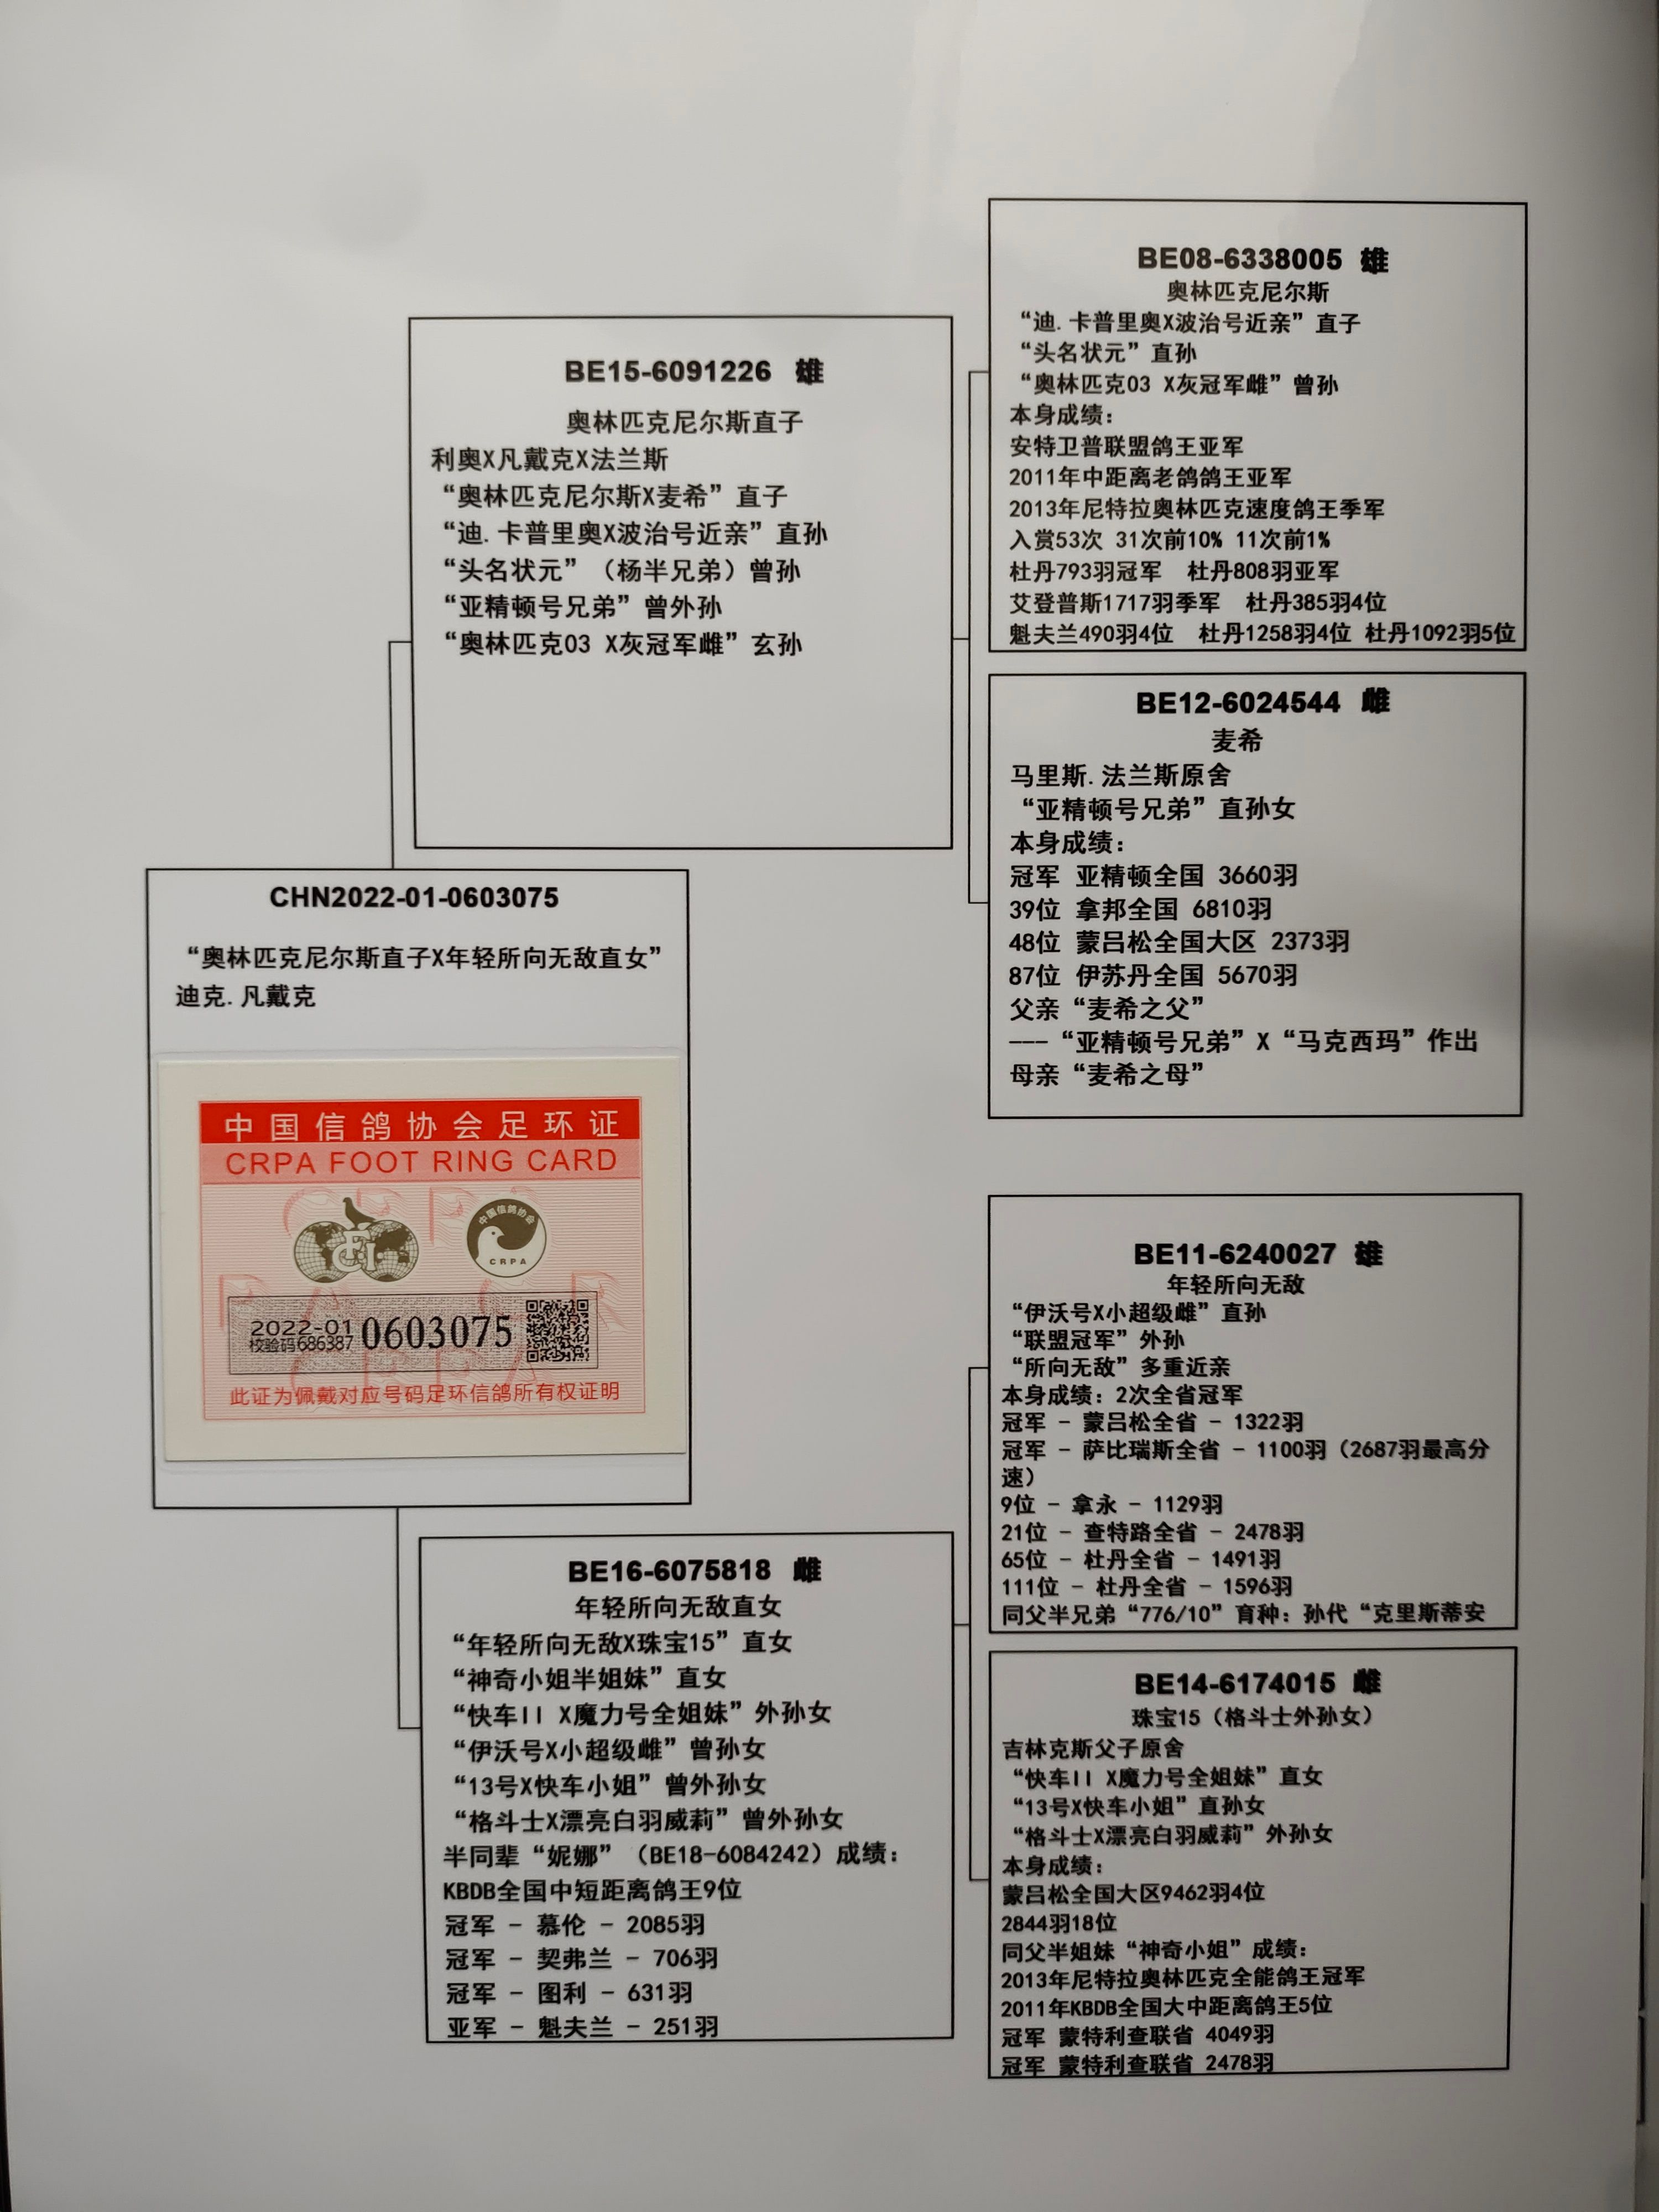 BE08-6338005 雄
奥林匹克尼尔斯
“迪.卡普里奥X波治号近亲”直子
“头名状元”直孙
“奥林匹克03 X灰冠军雌”曾孙
本身成绩：
安特卫普联盟鸽王亚军
2011年中距离老鸽鸽王亚军
2013年尼特拉奥林匹克速度鸽王季军
入赏53次 31次前10% 11次前1%
杜丹793羽冠军 杜丹808羽亚军
艾登普斯1717羽季军 杜丹385羽4位
魁夫兰490羽4位 杜丹1258羽4位 杜丹1092羽5位
BE15-6091226 雄
奥林匹克尼尔斯直子
利奥X凡戴克X法兰斯
“奥林匹克尼尔斯X麦希”直子
“迪.卡普里奥X波治号近亲”直孙
“头名状元”（杨半兄弟）曾孙
“亚精顿号兄弟”曾外孙
“奥林匹克03 X灰冠军雌”玄孙
BE12-6024544 雌
麦希
马里斯.法兰斯原舍
“亚精顿号兄弟”直孙女
本身成绩：
冠军 亚精顿全国 3660羽
39位 拿邦全国 6810羽
48位 蒙吕松全国大区 2373羽
87位 伊苏丹全国 5670羽
父亲“麦希之父”
---“亚精顿号兄弟”X“马克西玛”作出
母亲“麦希之母”
CHN2022-01-0603075
“奥林匹克尼尔斯直子X年轻所向无敌直女”
迪克.凡戴克
中国信鸽协会足环证
CRPA FOOT RING CARD
FCI
中国信鸽协会
CRPA
2022-01
校验码686387
0603075
此证为佩戴对应号码足环信鸽所有权证明
BE11-6240027 雄
年轻所向无敌
“伊沃号X小超级雌”直孙
“联盟冠军”外孙
“所向无敌”多重近亲
本身成绩：2次全省冠军
冠军 - 蒙吕松全省 - 1322羽
冠军 - 萨比瑞斯全省 - 1100羽（2687羽最高分
速）
9位 - 拿永 - 1129羽
21位 - 查特路全省 - 2478羽
65位 - 杜丹全省 - 1491羽
111位 - 杜丹全省 - 1596羽
同父半兄弟“776/10”育种：孙代“克里斯蒂安
BE16-6075818 雌
年轻所向无敌直女
“年轻所向无敌X珠宝15”直女
“神奇小姐半姐妹”直女
“快车II X魔力号全姐妹”外孙女
“伊沃号X小超级雌”曾孙女
“13号X快车小姐”曾外孙女
“格斗士X漂亮白羽威莉”曾外孙女
半同辈“妮娜”（BE18-6084242）成绩：
KBDB全国中短距离鸽王9位
冠军 - 慕伦 - 2085羽
冠军 - 契弗兰 - 706羽
冠军 - 图利 - 631羽
亚军 - 魁夫兰 - 251羽
BE14-6174015 雌
珠宝15（格斗士外孙女）
吉林克斯父子原舍
“快车II X魔力号全姐妹”直女
“13号X快车小姐”直孙女
“格斗士X漂亮白羽威莉”外孙女
本身成绩：
蒙吕松全国大区9462羽4位
2844羽18位
同父半姐妹“神奇小姐”成绩：
2013年尼特拉奥林匹克全能鸽王冠军
2011年KBDB全国大中距离鸽王5位
冠军 蒙特利查联省 4049羽
冠军 蒙特利查联省 2478羽